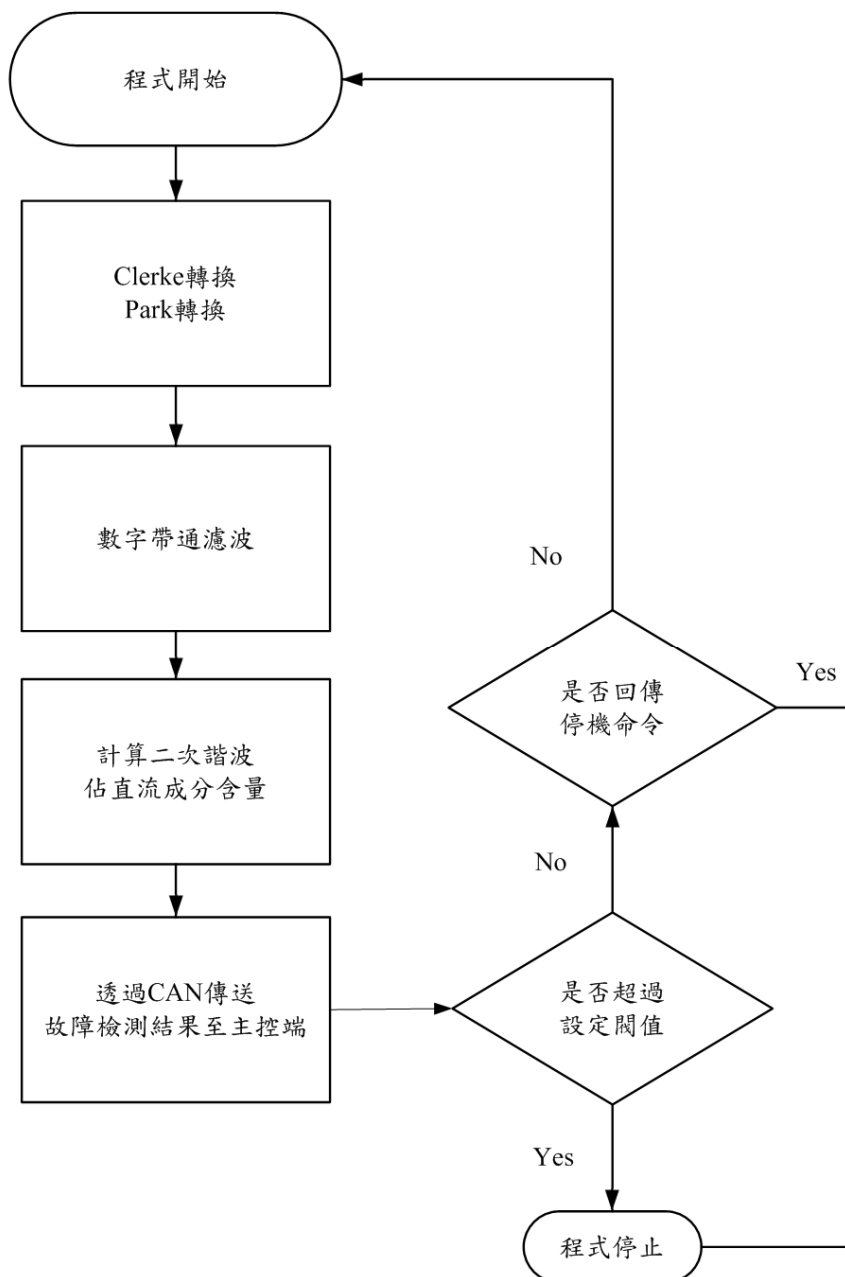 程式開始
Clerke轉換
Park轉換
數字帶通濾波
計算二次諧波
佔直流成分含量
透過CAN傳送
故障檢測結果至主控端
是否超過
設定閥值
No
Yes
是否回傳
停機命令
No
Yes
程式停止